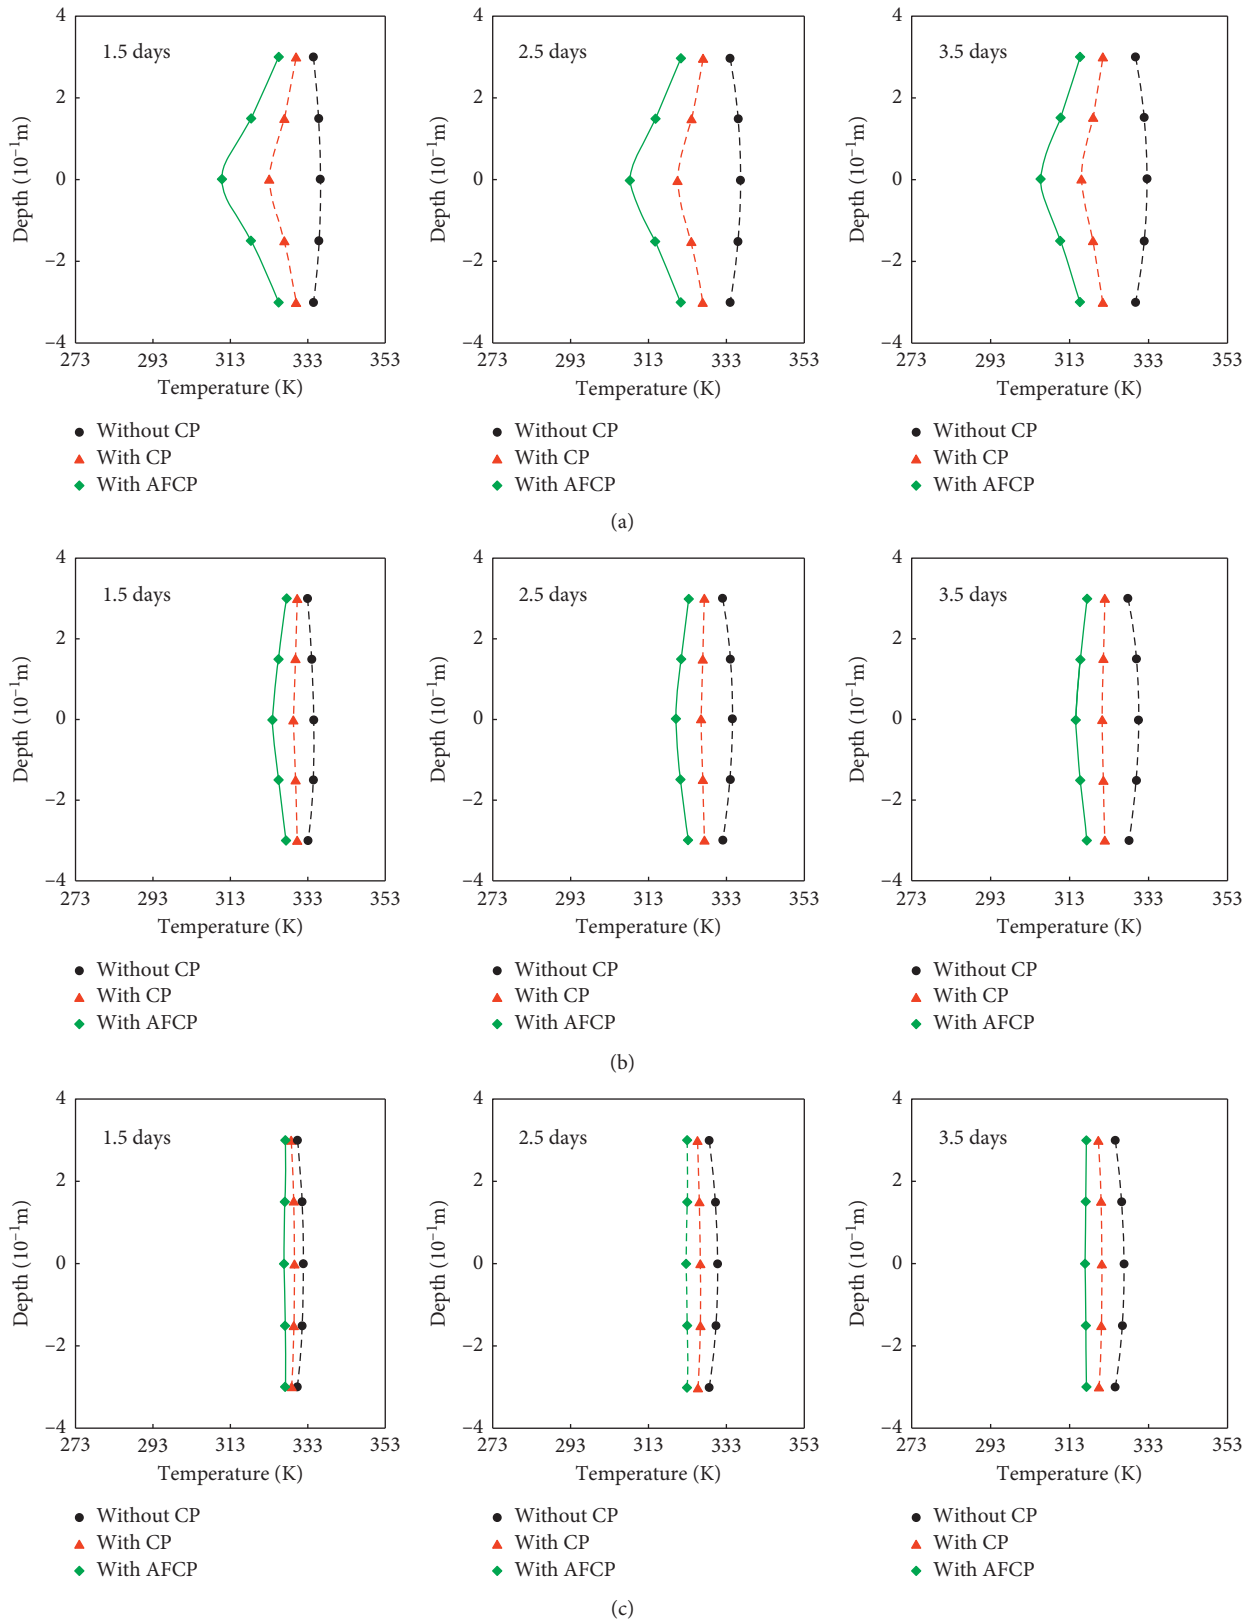 4
2
0
−2
−4
Depth (10⁻¹m)
1.5 days
273 293 313 333 353
Temperature (K)
Without CP
With CP
With AFCP
4
2
0
−2
−4
Depth (10⁻¹m)
2.5 days
273 293 313 333 353
Temperature (K)
Without CP
With CP
With AFCP
4
2
0
−2
−4
Depth (10⁻¹m)
3.5 days
273 293 313 333 353
Temperature (K)
Without CP
With CP
With AFCP
(a)
4
2
0
−2
−4
Depth (10⁻¹m)
1.5 days
273 293 313 333 353
Temperature (K)
Without CP
With CP
With AFCP
4
2
0
−2
−4
Depth (10⁻¹m)
2.5 days
273 293 313 333 353
Temperature (K)
Without CP
With CP
With AFCP
4
2
0
−2
−4
Depth (10⁻¹m)
3.5 days
273 293 313 333 353
Temperature (K)
Without CP
With CP
With AFCP
(b)
4
2
0
−2
−4
Depth (10⁻¹m)
1.5 days
273 293 313 333 353
Temperature (K)
Without CP
With CP
With AFCP
4
2
0
−2
−4
Depth (10⁻¹m)
2.5 days
273 293 313 333 353
Temperature (K)
Without CP
With CP
With AFCP
4
2
0
−2
−4
Depth (10⁻¹m)
3.5 days
273 293 313 333 353
Temperature (K)
Without CP
With CP
With AFCP
(c)